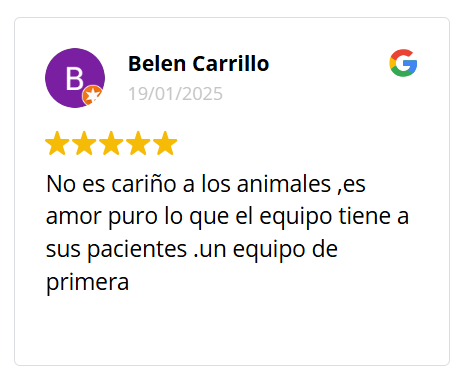 B
Belen Carrillo
19/01/2025
No es cariño a los animales ,es
amor puro lo que el equipo tiene a
sus pacientes .un equipo de
primera